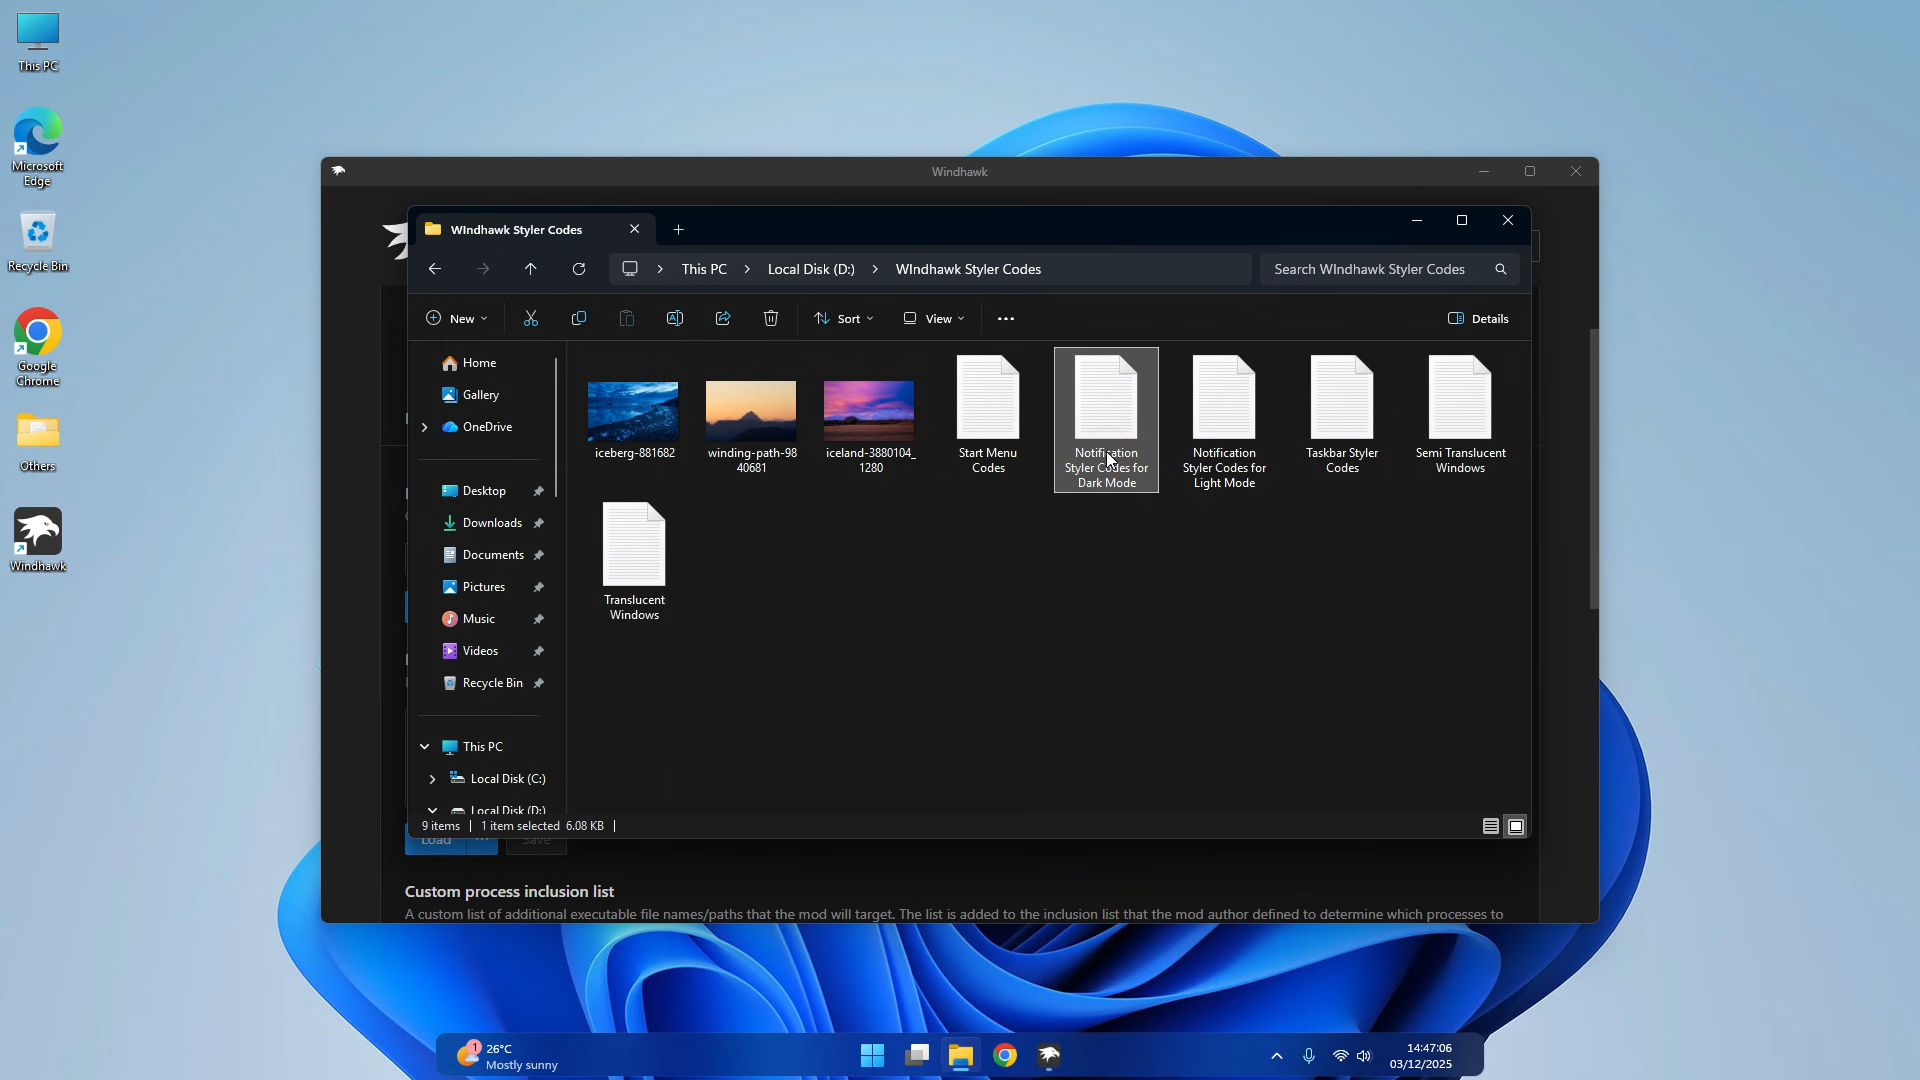 This PC
Microsoft
Edge
Recycle Bin
Google
Chrome
Others
Windhawk
Windhawk
WIndhawk Styler Codes
This PC
Local Disk (D:)
WIndhawk Styler Codes
Search WIndhawk Styler Codes
New
Sort
View
Details
Home
Gallery
OneDrive
Desktop
Downloads
Documents
Pictures
Music
Videos
Recycle Bin
This PC
Local Disk (C:)
Local Disk (D:)
iceberg-881682
winding-path-98
40681
iceland-3880104_
1280
Start Menu
Codes
Notification
Styler Codes for
Dark Mode
Notification
Styler Codes for
Light Mode
Taskbar Styler
Codes
Semi Translucent
Windows
Translucent
Windows
9 items
1 item selected 6.08 KB
Load
Save
Custom process inclusion list
A custom list of additional executable file names/paths that the mod will target. The list is added to the inclusion list that the mod author defined to determine which processes to
1
26°C
Mostly sunny
14:47:06
03/12/2025